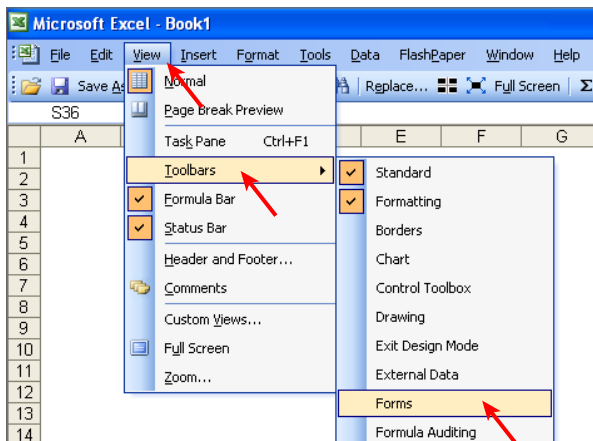 Microsoft Excel - Book1
File Edit View Insert Format Tools Data FlashPaper Window Help
Save As Replace... Full Screen Σ
S36
A E F G
Normal
Page Break Preview
Task Pane Ctrl+F1
Toolbars
Formula Bar
Status Bar
Header and Footer...
Comments
Custom Views...
Full Screen
Zoom...
Standard
Formatting
Borders
Chart
Control Toolbox
Drawing
Exit Design Mode
External Data
Forms
Formula Auditing
1
2
3
4
5
6
7
8
9
10
11
12
13
14